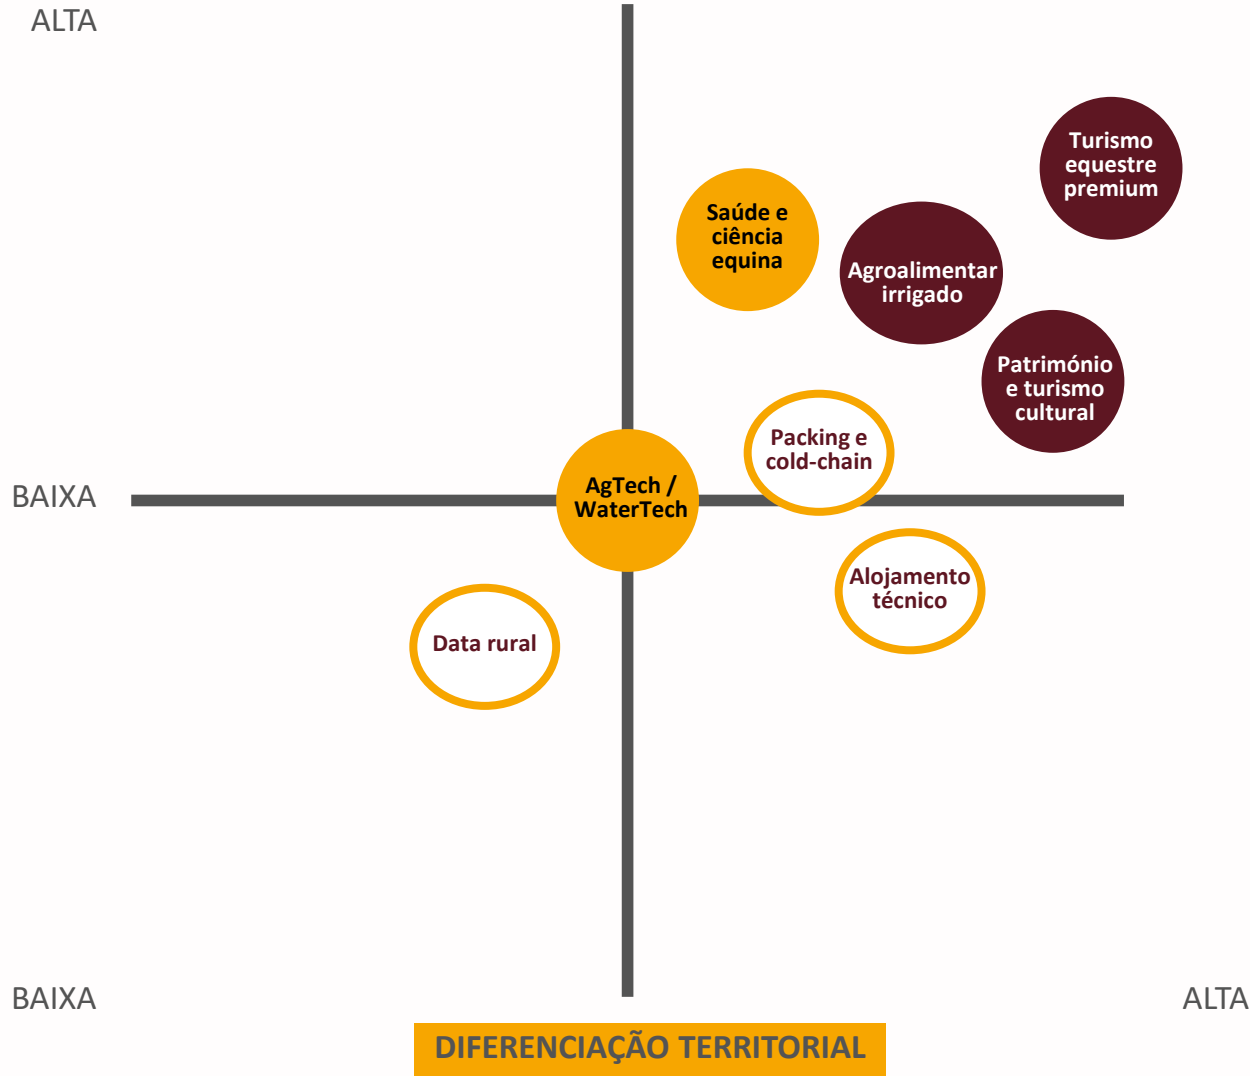 ALTA
Turismo
equestre
premium
Saúde e
ciência
equina
Agroalimentar
irrigado
Património
e turismo
cultural
Packing e
cold-chain
BAIXA
AgTech /
WaterTech
Alojamento
técnico
Data rural
BAIXA
ALTA
DIFERENCIAÇÃO TERRITORIAL